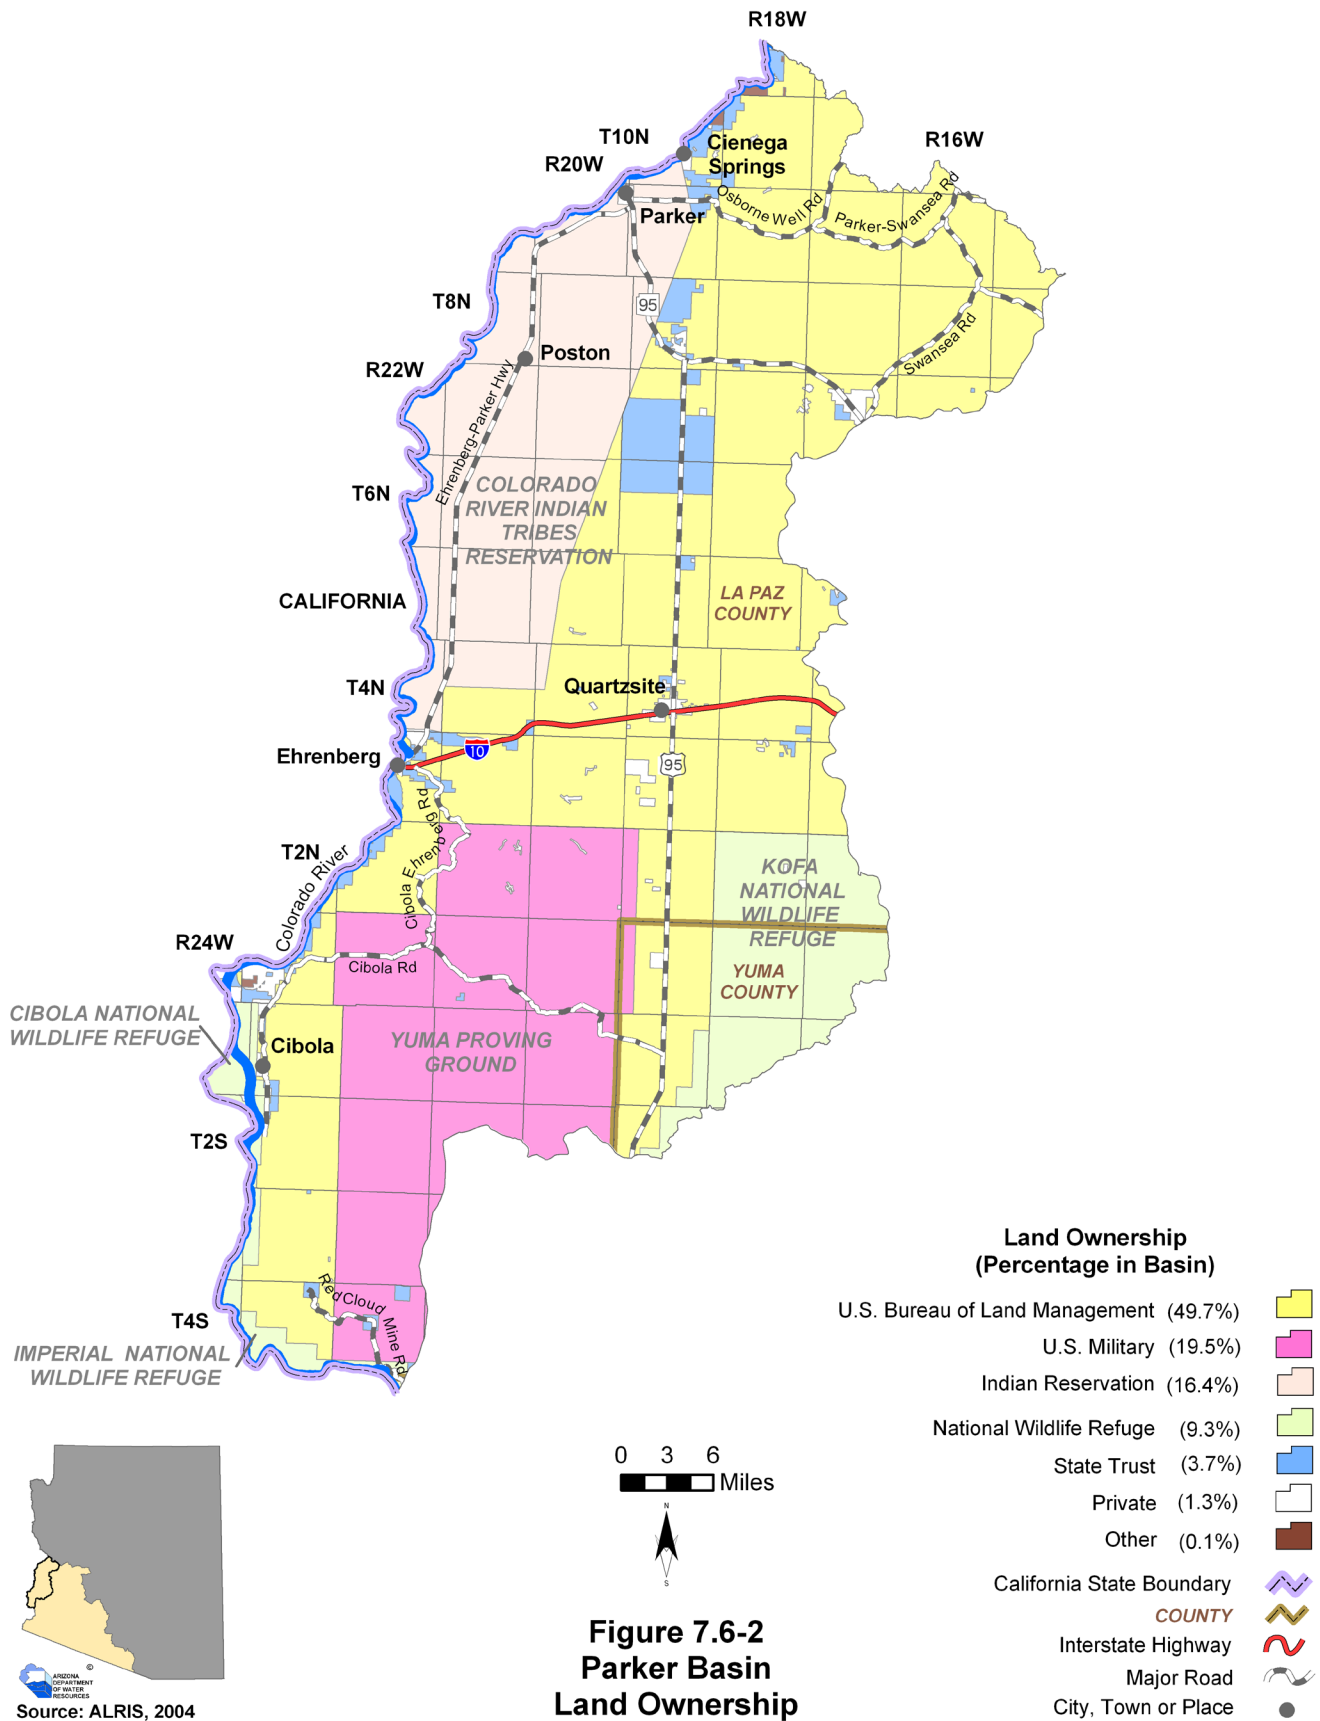 R18W
T10N
R20W
Cienega
Springs
R16W
Parker
Osborne Well Rd
Parker-Swansea Rd
T8N
95
Swansea Rd
R22W
Poston
Ehrenberg-Parker Hwy
T6N
COLORADO
RIVER INDIAN
TRIBES
RESERVATION
CALIFORNIA
LA PAZ
COUNTY
T4N
Quartzsite
Ehrenberg
10
95
Cibola Ehrenberg Rd
T2N
Colorado River
KOFA
NATIONAL
WILDLIFE
REFUGE
R24W
Cibola Rd
YUMA
COUNTY
CIBOLA NATIONAL
WILDLIFE REFUGE
Cibola
YUMA PROVING
GROUND
T2S
Red Cloud Mine Rd
T4S
IMPERIAL NATIONAL
WILDLIFE REFUGE
Land Ownership
(Percentage in Basin)
U.S. Bureau of Land Management (49.7%)
U.S. Military (19.5%)
Indian Reservation (16.4%)
National Wildlife Refuge (9.3%)
State Trust (3.7%)
Private (1.3%)
Other (0.1%)
California State Boundary
COUNTY
Interstate Highway
Major Road
City, Town or Place
0 3 6
Miles
N
S
Figure 7.6-2
Parker Basin
Land Ownership
©
ARIZONA
DEPARTMENT
OF WATER
RESOURCES
Source: ALRIS, 2004